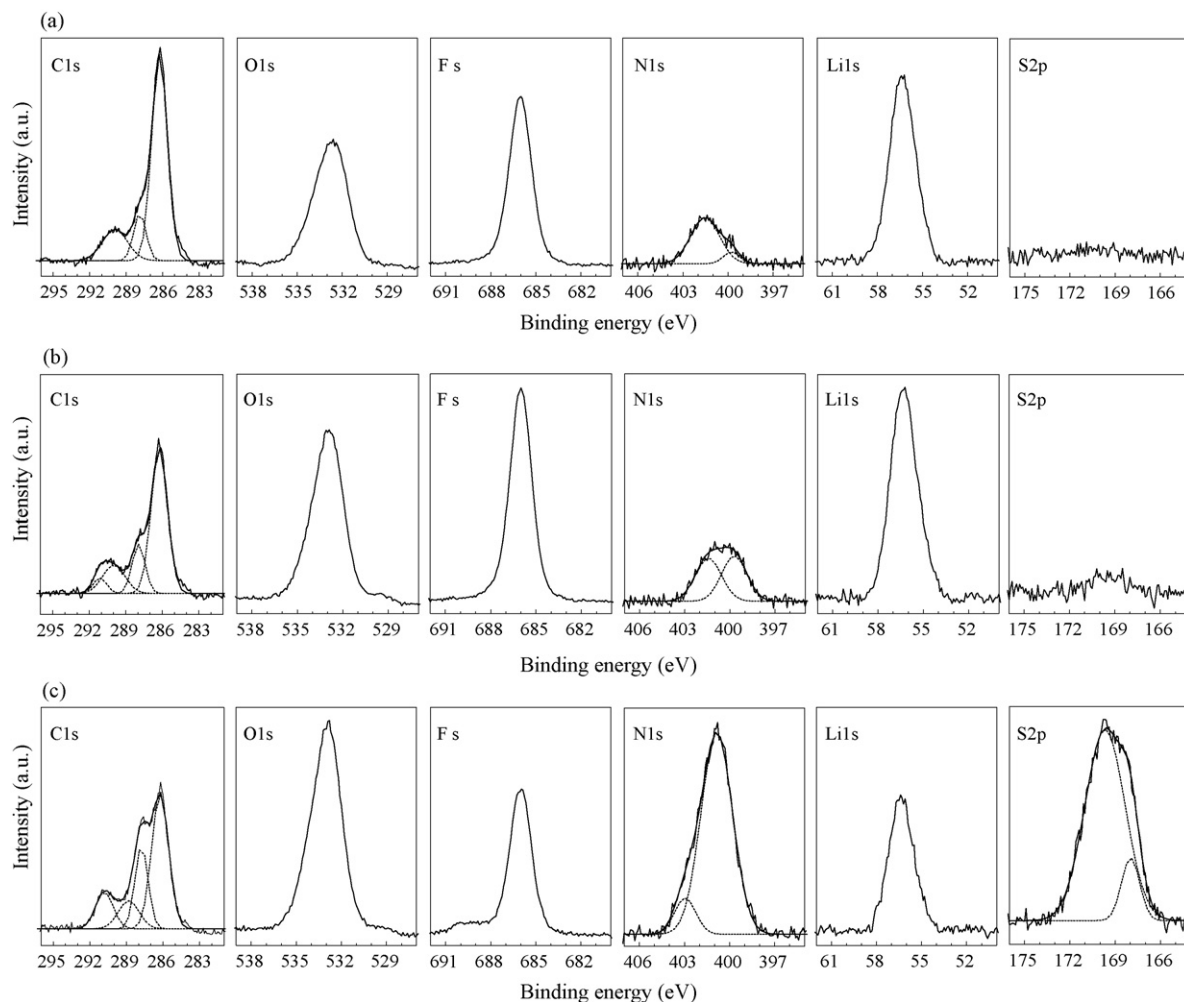 (a)
Intensity (a.u.)
C1s
O1s
F s
N1s
Li1s
S2p
295 292 289 286 283
538 535 532 529
691 688 685 682
406 403 400 397
61 58 55 52
175 172 169 166
Binding energy (eV)
(b)
Intensity (a.u.)
C1s
O1s
F s
N1s
Li1s
S2p
295 292 289 286 283
538 535 532 529
691 688 685 682
406 403 400 397
61 58 55 52
175 172 169 166
Binding energy (eV)
(c)
Intensity (a.u.)
C1s
O1s
F s
N1s
Li1s
S2p
295 292 289 286 283
538 535 532 529
691 688 685 682
406 403 400 397
61 58 55 52
175 172 169 166
Binding energy (eV)